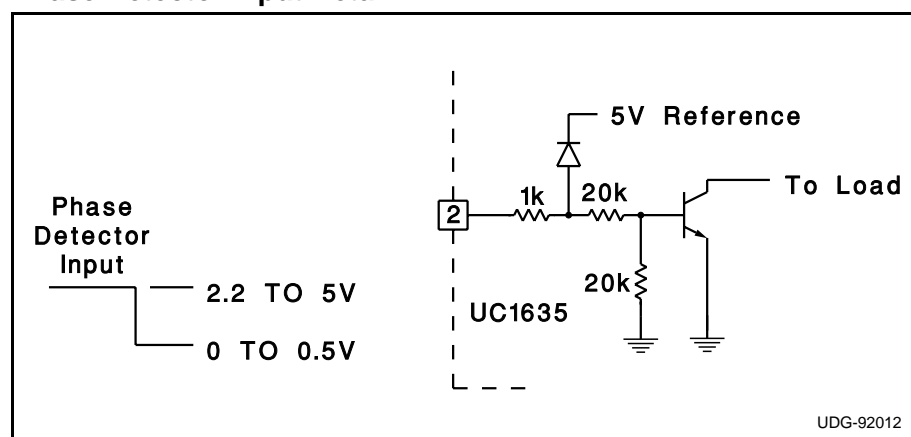 Phase
Detector
Input
2.2 TO 5V
0 TO 0.5V
2
1k
20k
5V Reference
To Load
20k
UC1635
UDG-92012